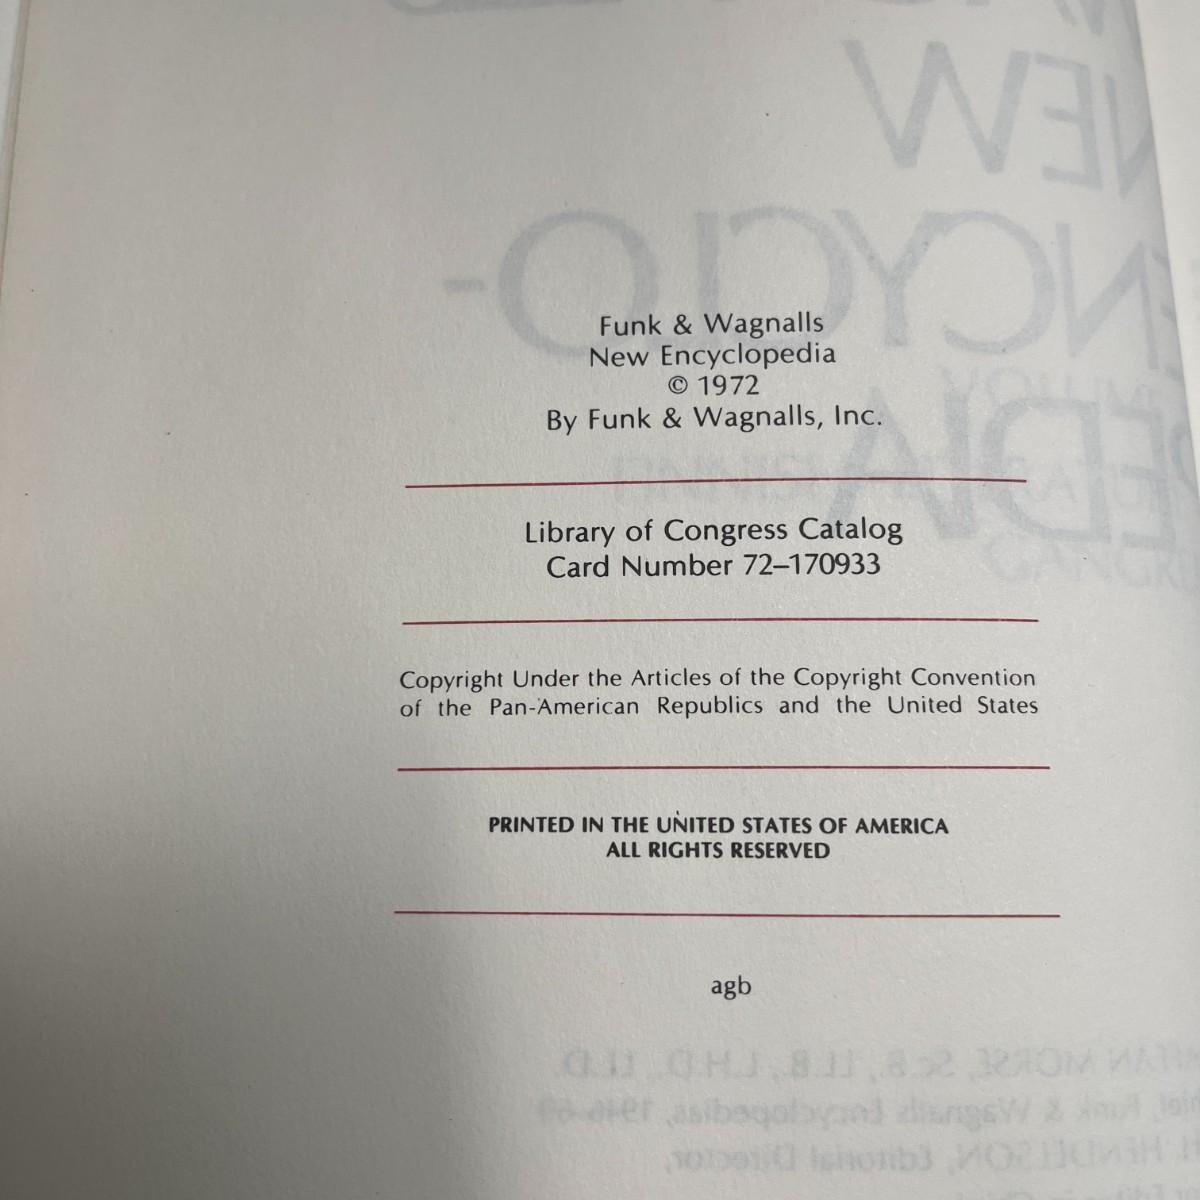 Funk & Wagnalls
New Encyclopedia
© 1972
By Funk & Wagnalls, Inc.
Library of Congress Catalog
Card Number 72–170933
Copyright Under the Articles of the Copyright Convention
of the Pan-American Republics and the United States
PRINTED IN THE UNITED STATES OF AMERICA
ALL RIGHTS RESERVED
agb